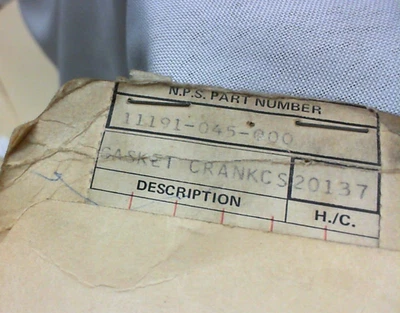 N.P.S. PART NUMBER
11191-045-000
GASKET CRANKCS 20137
DESCRIPTION H./C.